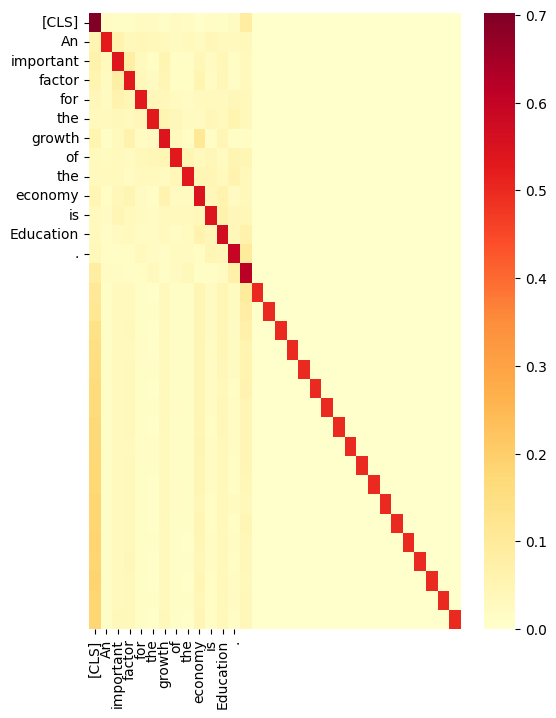 [CLS]
An
important
factor
for
the
growth
of
the
economy
is
Education
.
0.7
0.6
0.5
0.4
0.3
0.2
0.1
0.0
[CLS]
An
important
factor
for
the
growth
of
the
economy
is
Education
.